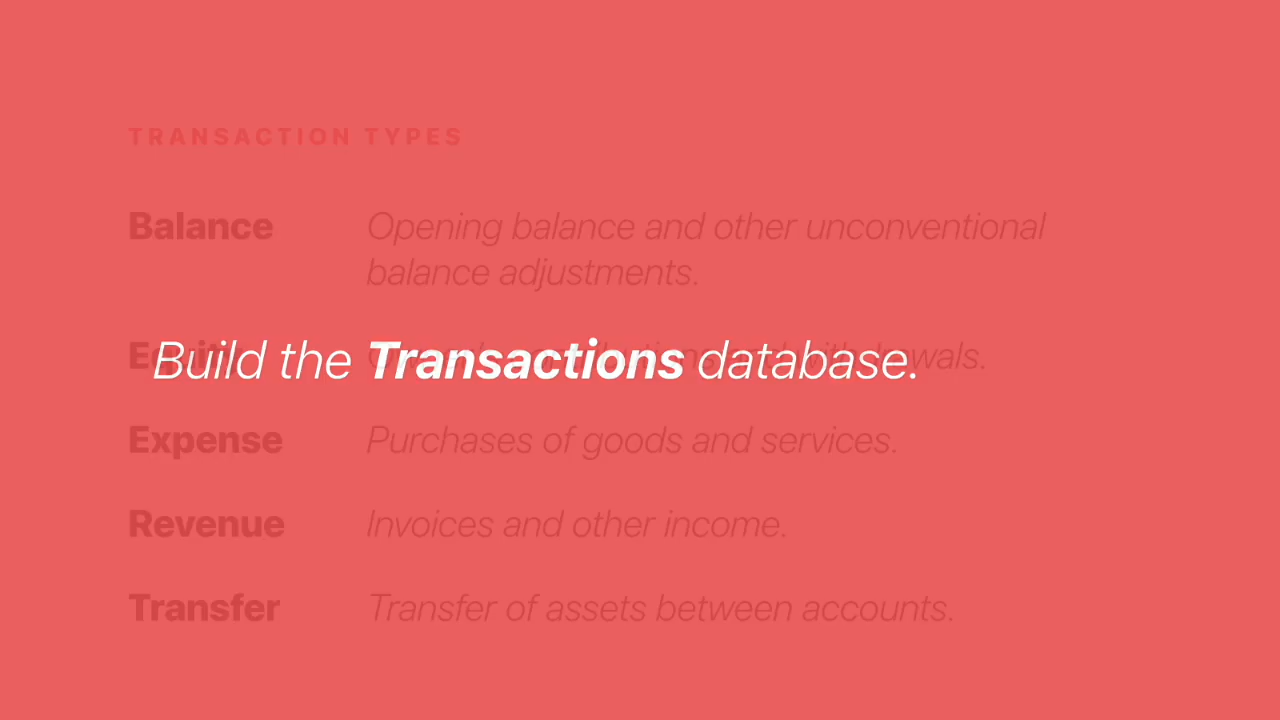 TRANSACTION TYPES
Balance Opening balance and other unconventional
balance adjustments.
Build the Transactions database.
Equity
Expense Purchases of goods and services.
Revenue Invoices and other income.
Transfer Transfer of assets between accounts.